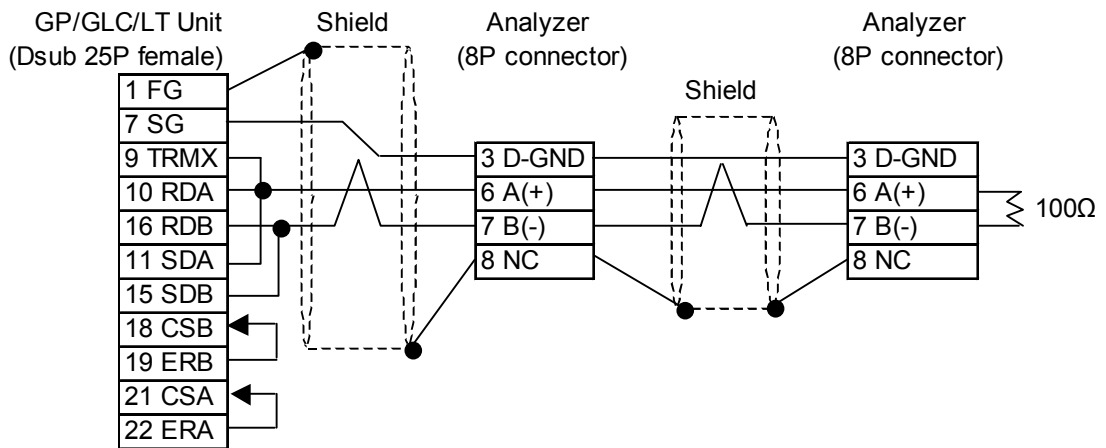 GP/GLC/LT Unit
(Dsub 25P female)
Shield
Analyzer
(8P connector)
Analyzer
(8P connector)
Shield
1 FG
7 SG
9 TRMX
10 RDA
16 RDB
11 SDA
15 SDB
18 CSB
19 ERB
21 CSA
22 ERA
3 D-GND
6 A(+)
7 B(-)
8 NC
3 D-GND
6 A(+)
7 B(-)
8 NC
100Ω